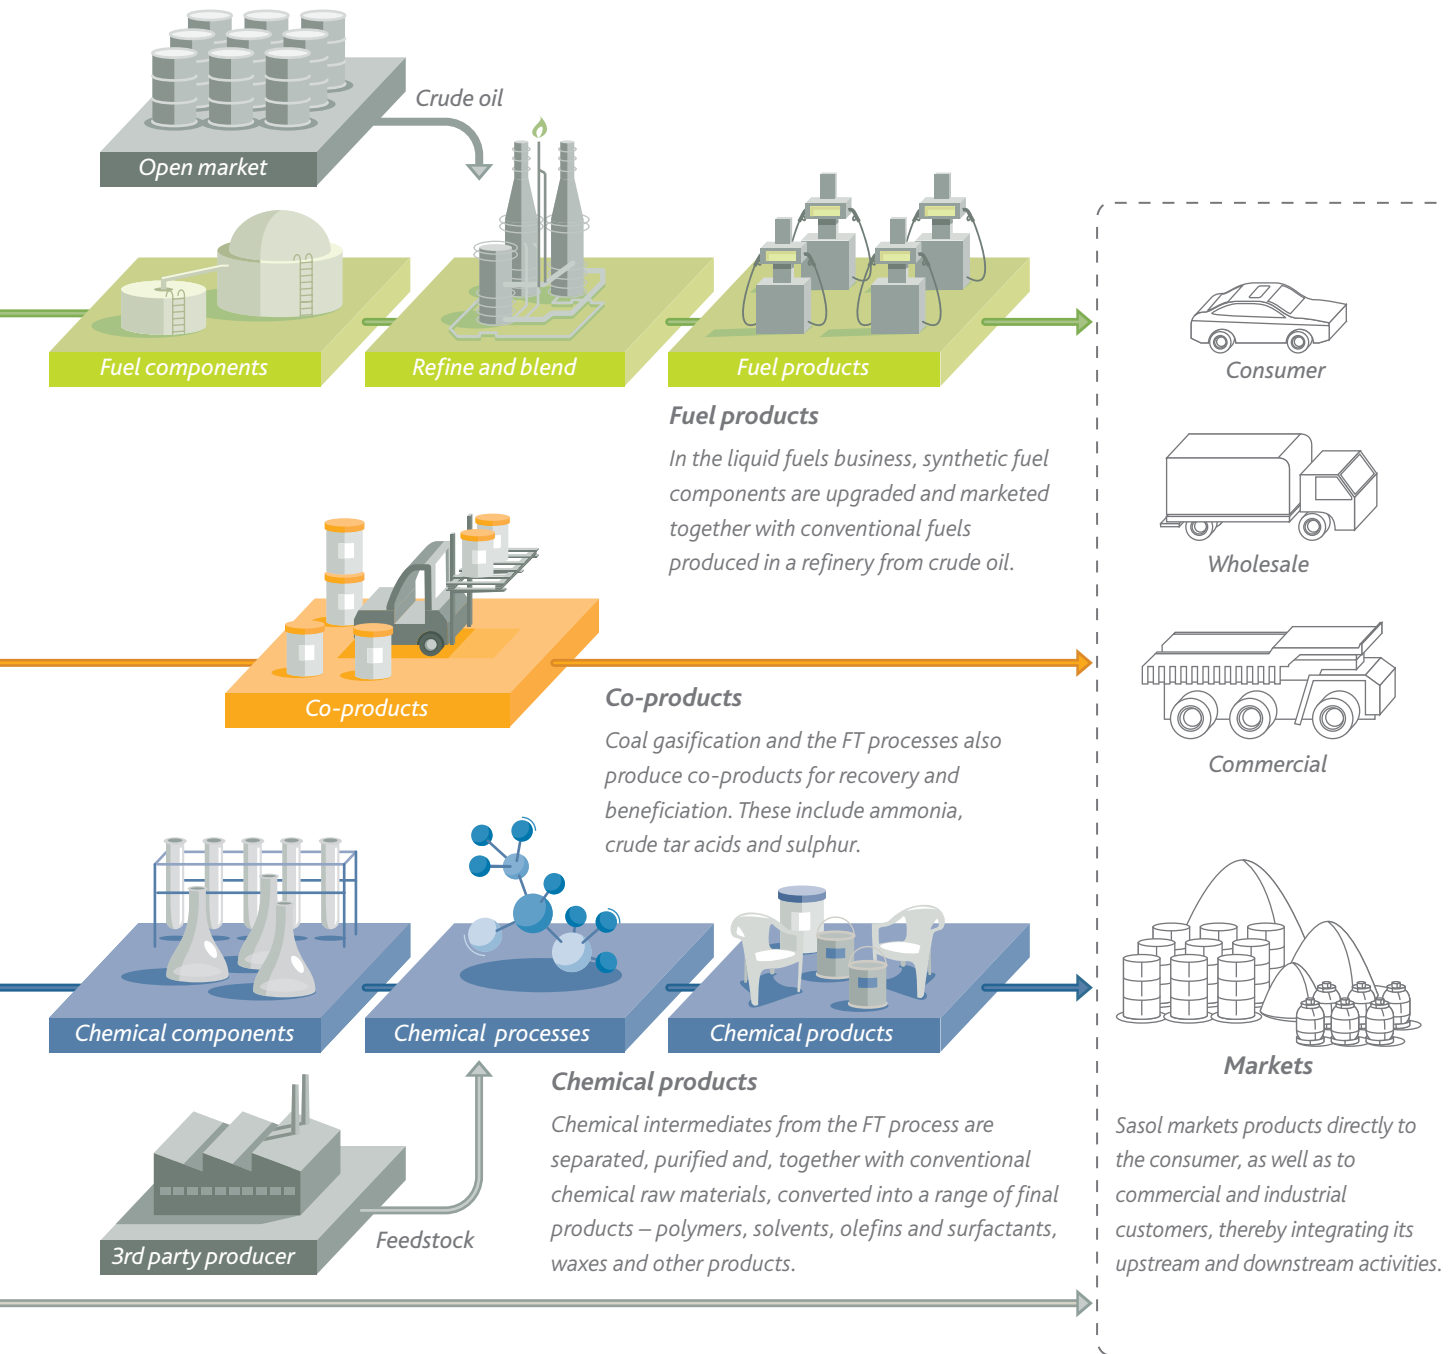 Crude oil
Open market
Fuel components
Refine and blend
Fuel products
Fuel products
In the liquid fuels business, synthetic fuel
components are upgraded and marketed
together with conventional fuels
produced in a refinery from crude oil.
Co-products
Co-products
Coal gasification and the FT processes also
produce co-products for recovery and
beneficiation. These include ammonia,
crude tar acids and sulphur.
Chemical components
Chemical processes
Chemical products
Chemical products
Chemical intermediates from the FT process are
separated, purified and, together with conventional
chemical raw materials, converted into a range of final
products – polymers, solvents, olefins and surfactants,
waxes and other products.
3rd party producer
Feedstock
Consumer
Wholesale
Commercial
Markets
Sasol markets products directly to
the consumer, as well as to
commercial and industrial
customers, thereby integrating its
upstream and downstream activities.